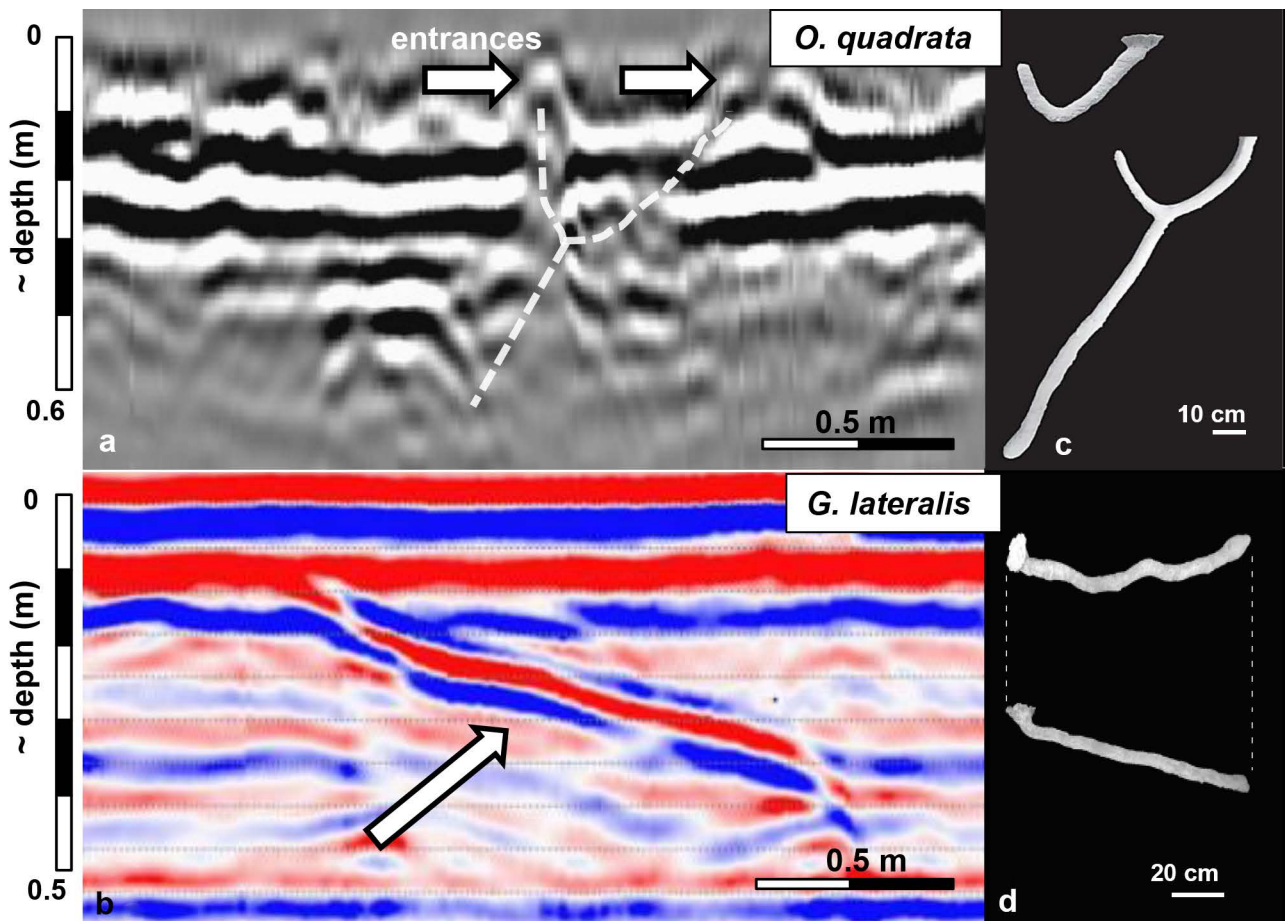 0
~ depth (m)
0.6
entrances
O. quadrata
a
0.5 m
c
10 cm
0
~ depth (m)
0.5
G. lateralis
b
0.5 m
d
20 cm